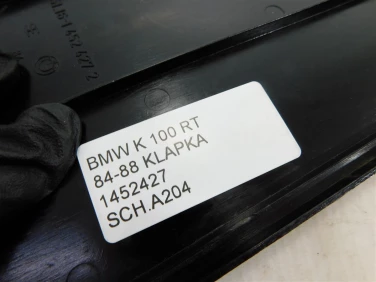 BMW K 100 RT
84-88 KLAPKA
1452427
SCH.A204